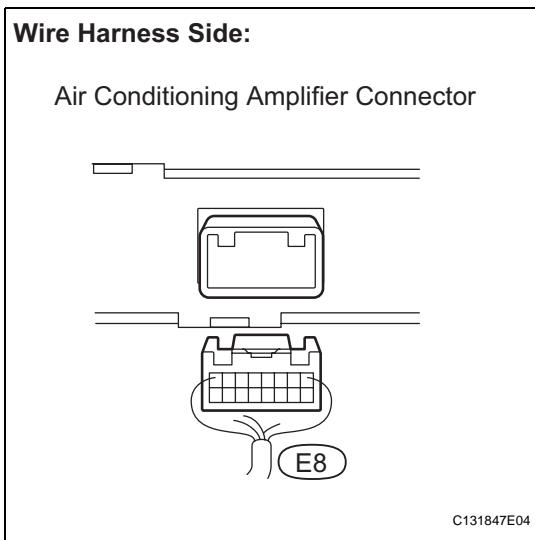 Wire Harness Side:
Air Conditioning Amplifier Connector
E8
C131847E04